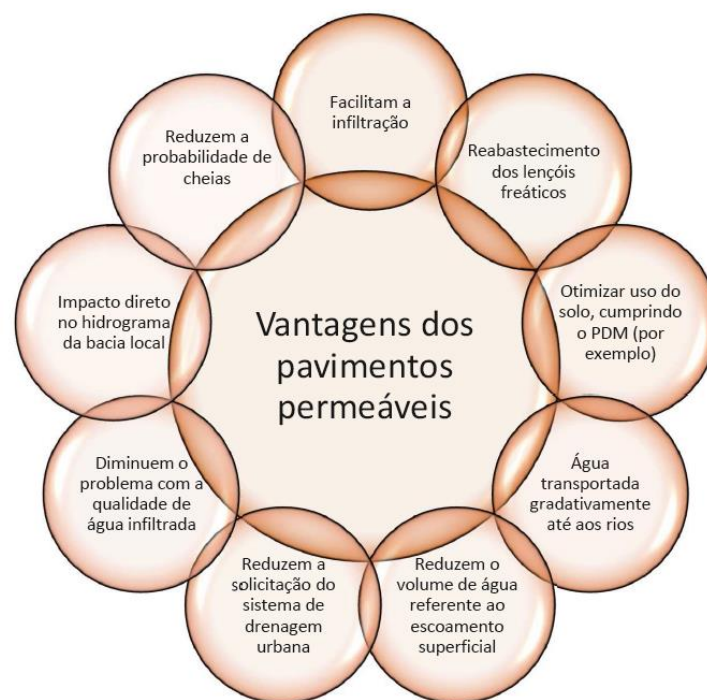 Vantagens dos
pavimentos
permeáveis
Facilitam a
infiltração
Reabastecimento
dos lençóis
freáticos
Otimizar uso do
solo, cumprindo
o PDM (por
exemplo)
Água
transportada
gradativamente
até aos rios
Reduzem o
volume de água
referente ao
escoamento
superficial
Reduzem a
solicitação do
sistema de
drenagem
urbana
Diminuem o
problema com a
qualidade de
água infiltrada
Impacto direto
no hidrograma
da bacia local
Reduzem a
probabilidade de
cheias